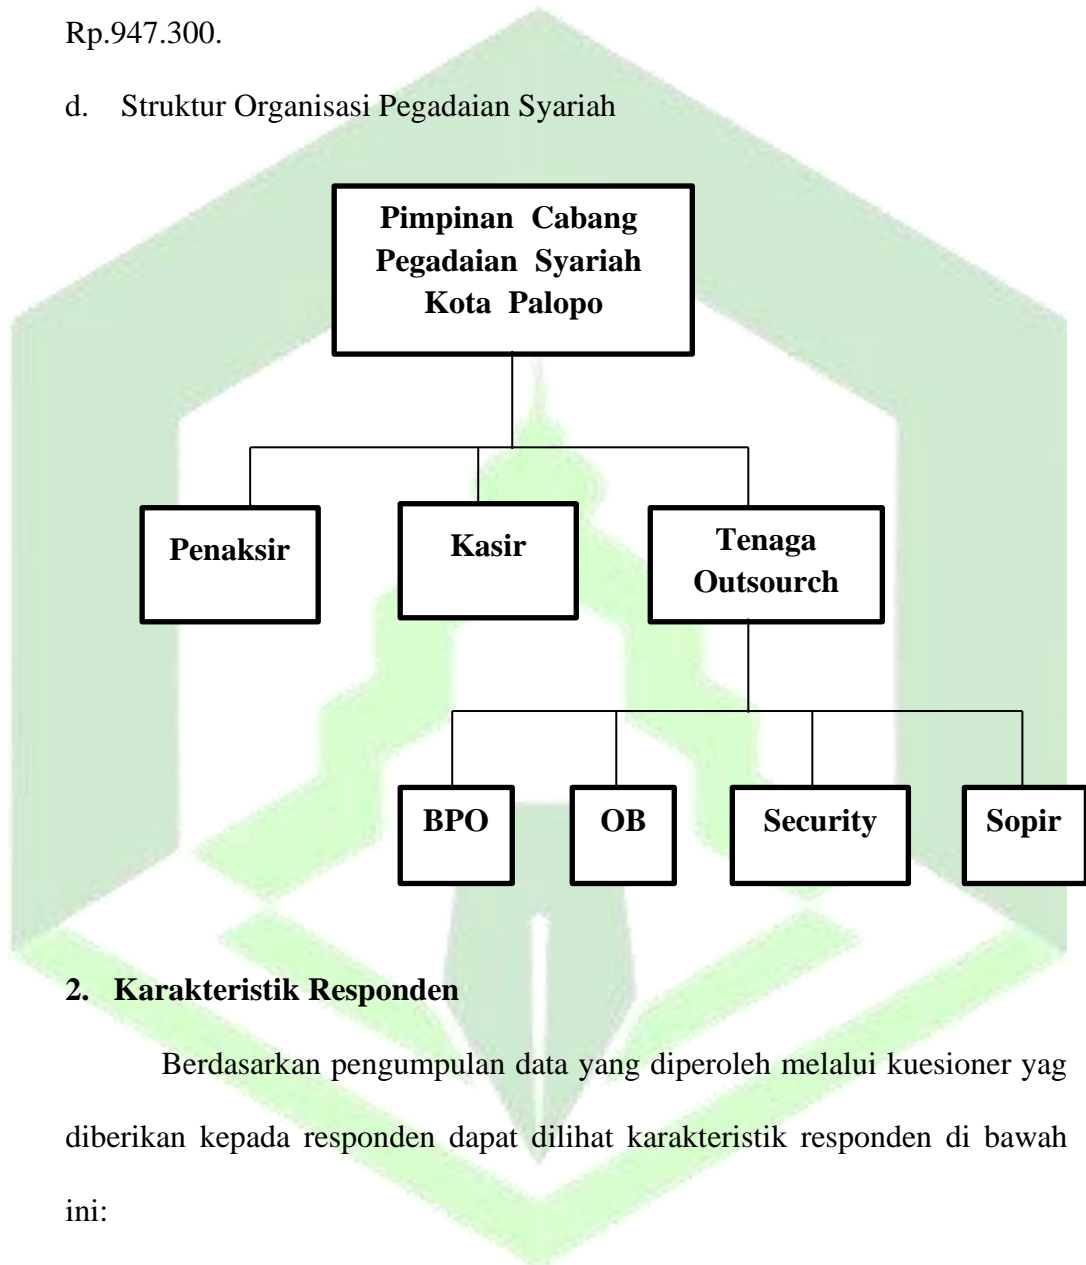 Rp.947.300.
d. Struktur Organisasi Pegadaian Syariah
Pimpinan Cabang
Pegadaian Syariah
Kota Palopo
Penaksir
Kasir
Tenaga
Outsourch
BPO
OB
Security
Sopir
2. Karakteristik Responden
Berdasarkan pengumpulan data yang diperoleh melalui kuesioner yag
diberikan kepada responden dapat dilihat karakteristik responden di bawah
ini: